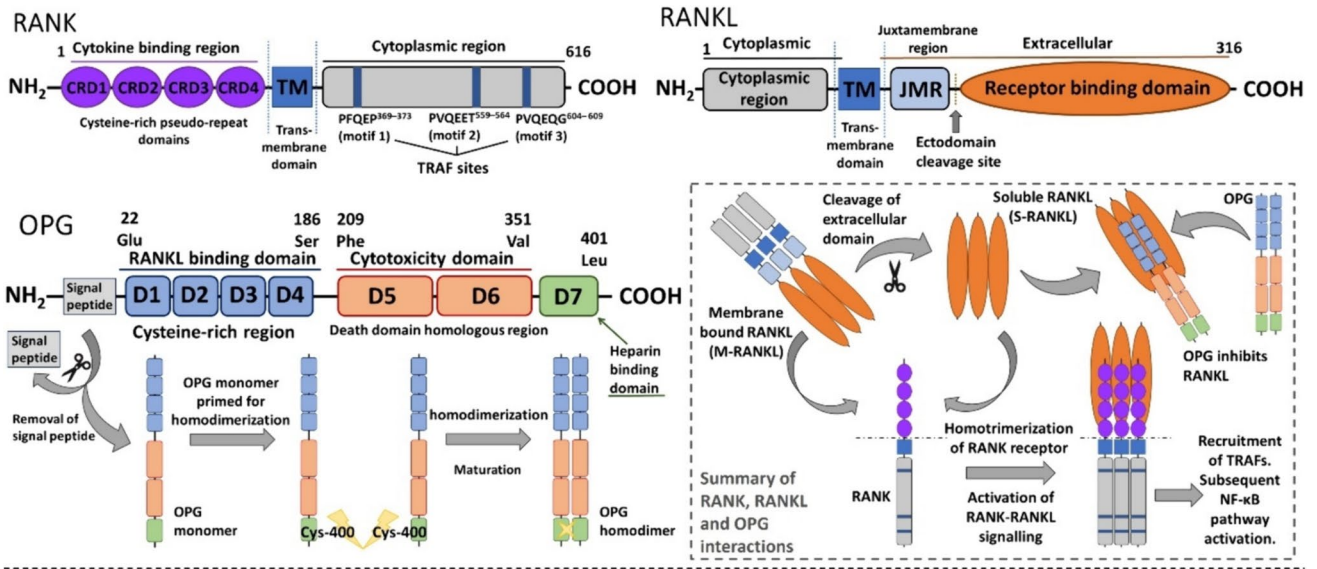 RANK
1 Cytokine binding region
Cytoplasmic region
616
NH₂
CRD1 CRD2 CRD3 CRD4
TM
COOH
Cysteine-rich pseudo-repeat
domains
Trans-
membrane
domain
PFQEP³⁶⁹⁻³⁷³
(motif 1)
PVQEET⁵⁵⁹⁻⁵⁶⁴
(motif 2)
PVQEQG⁶⁰⁴⁻⁶⁰⁹
(motif 3)
TRAF sites
RANKL
1 Cytoplasmic
Juxtamembrane
region
Extracellular
316
NH₂
Cytoplasmic
region
TM
JMR
Receptor binding domain
COOH
Trans-
membrane
domain
Ectodomain
cleavage site
OPG
22
Glu
186
Ser
209
Phe
351
Val
401
Leu
RANKL binding domain
Cytotoxicity domain
NH₂
Signal
peptide
D1 D2 D3 D4
D5 D6
D7
COOH
Cysteine-rich region
Death domain homologous region
Heparin
binding
domain
Signal
peptide
Removal of
signal peptide
OPG monomer
primed for
homodimerization
homodimerization
Maturation
OPG
monomer
Cys-400
Cys-400
OPG
homodimer
Cleavage of
extracellular
domain
Soluble RANKL
(S-RANKL)
OPG
Membrane
bound RANKL
(M-RANKL)
OPG inhibits
RANKL
RANK
Homotrimerization
of RANK receptor
Activation of
RANK-RANKL
signalling
Recruitment
of TRAFs.
Subsequent
NF-κB
pathway
activation.
Summary of
RANK, RANKL
and OPG
interactions